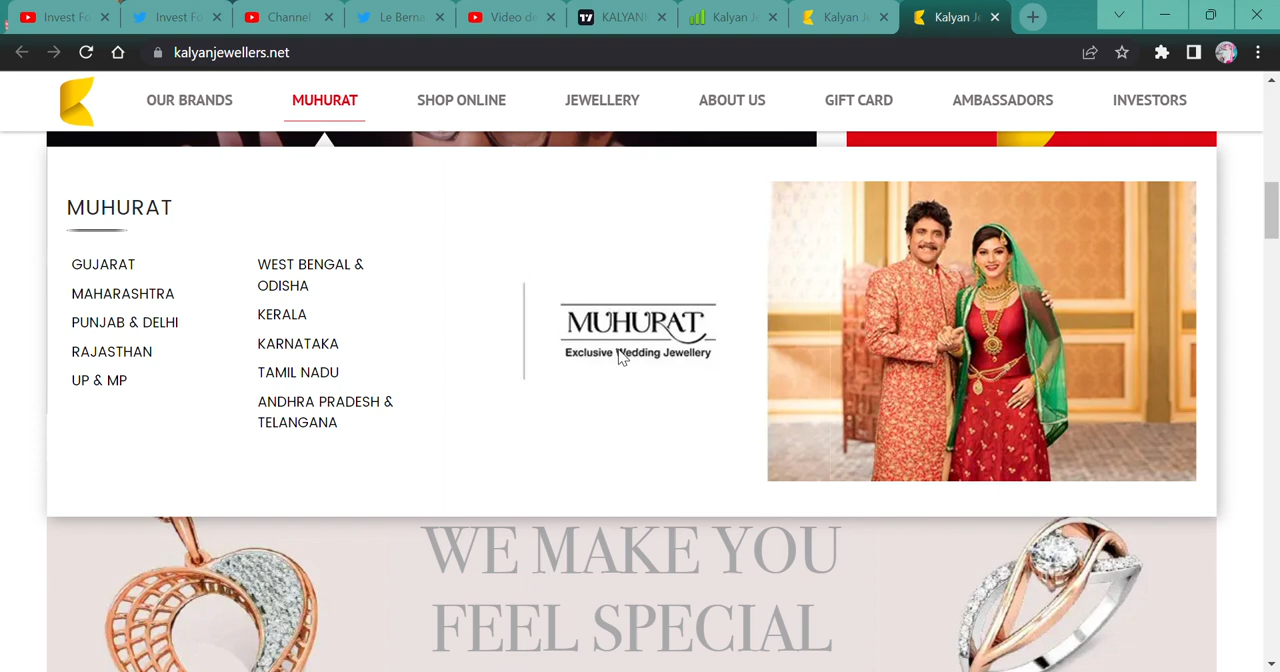 Invest Fo
Invest Fo
Channel
Le Berna
Video de
KALYAN
Kalyan Je
Kalyan Je
Kalyan Je
kalyanjewellers.net
OUR BRANDS
MUHURAT
SHOP ONLINE
JEWELLERY
ABOUT US
GIFT CARD
AMBASSADORS
INVESTORS
MUHURAT
GUJARAT
MAHARASHTRA
PUNJAB & DELHI
RAJASTHAN
UP & MP
WEST BENGAL &
ODISHA
KERALA
KARNATAKA
TAMIL NADU
ANDHRA PRADESH &
TELANGANA
MUHURAT
Exclusive Wedding Jewellery
WE MAKE YOU
FEEL SPECIAL